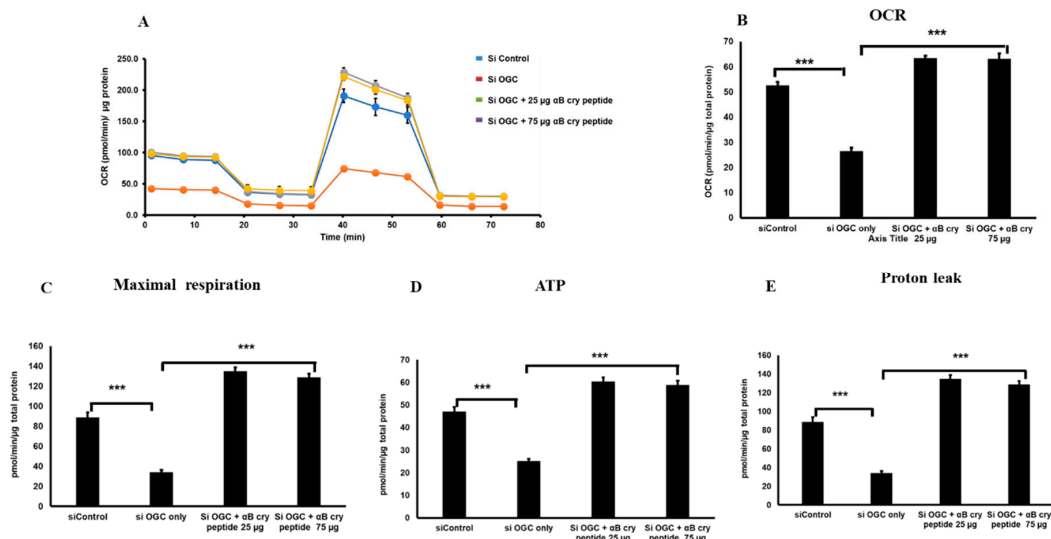 A
OCR (pmol/min)/ µg protein
250.0
200.0
150.0
100.0
50.0
0.0
0 10 20 30 40 50 60 70 80
Time (min)
Si Control
Si OGC
Si OGC + 25 µg αB cry peptide
Si OGC + 75 µg αB cry peptide
B
OCR
OCR (pmol/min/µg total protein)
70
60
50
40
30
20
10
0
***
***
siControl si OGC only Si OGC + αB cry Si OGC + αB cry
Axis Title 25 µg 75 µg
C
Maximal respiration
pmol/min/µg total protein
160
140
120
100
80
60
40
20
0
***
***
siControl si OGC only Si OGC + αB cry Si OGC + αB cry
peptide 25 µg peptide 75 µg
D
ATP
pmol/min/µg total protein
70
60
50
40
30
20
10
0
***
***
siControl si OGC only Si OGC + αB cry Si OGC + αB cry
peptide 25 µg peptide 75 µg
E
Proton leak
pmol/min/µg total protein
160
140
120
100
80
60
40
20
0
***
***
siControl si OGC only Si OGC + αB cry Si OGC + αB cry
peptide 25 µg peptide 75 µg